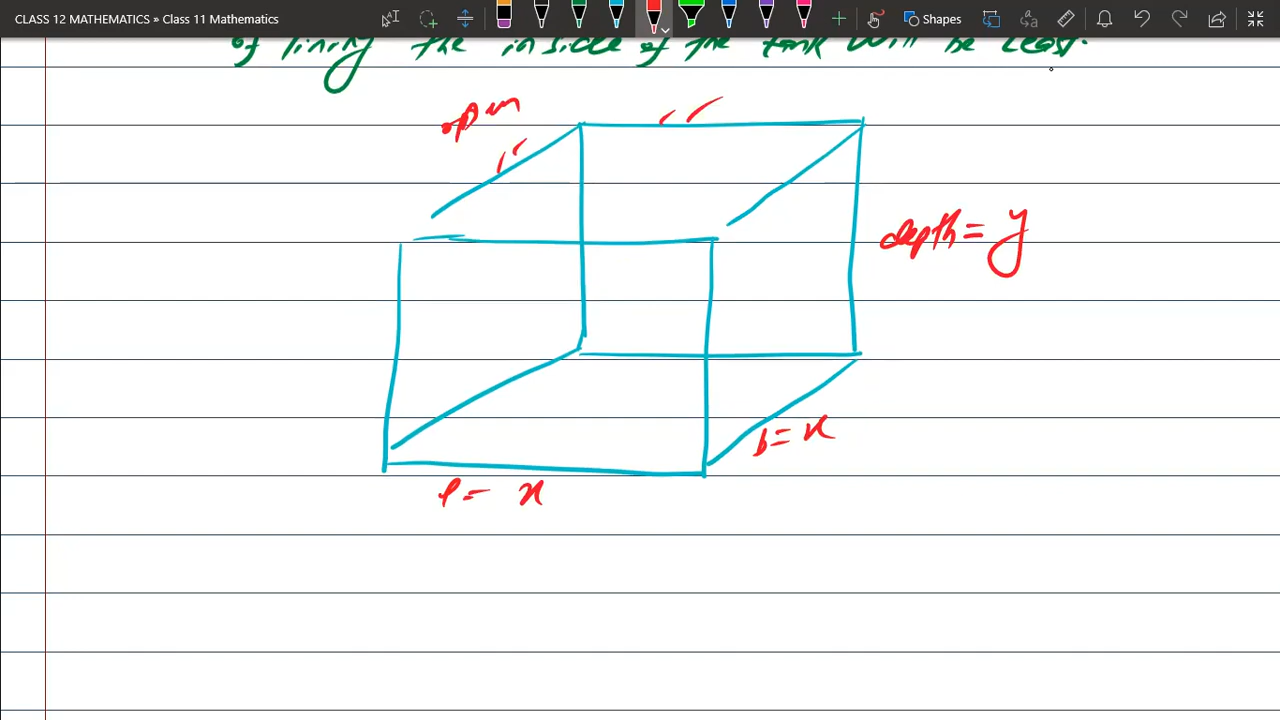 CLASS 12 MATHEMATICS » Class 11 Mathematics
Shapes
of lining the inside of the tank will be least.
open
depth = y
b = x
l = x